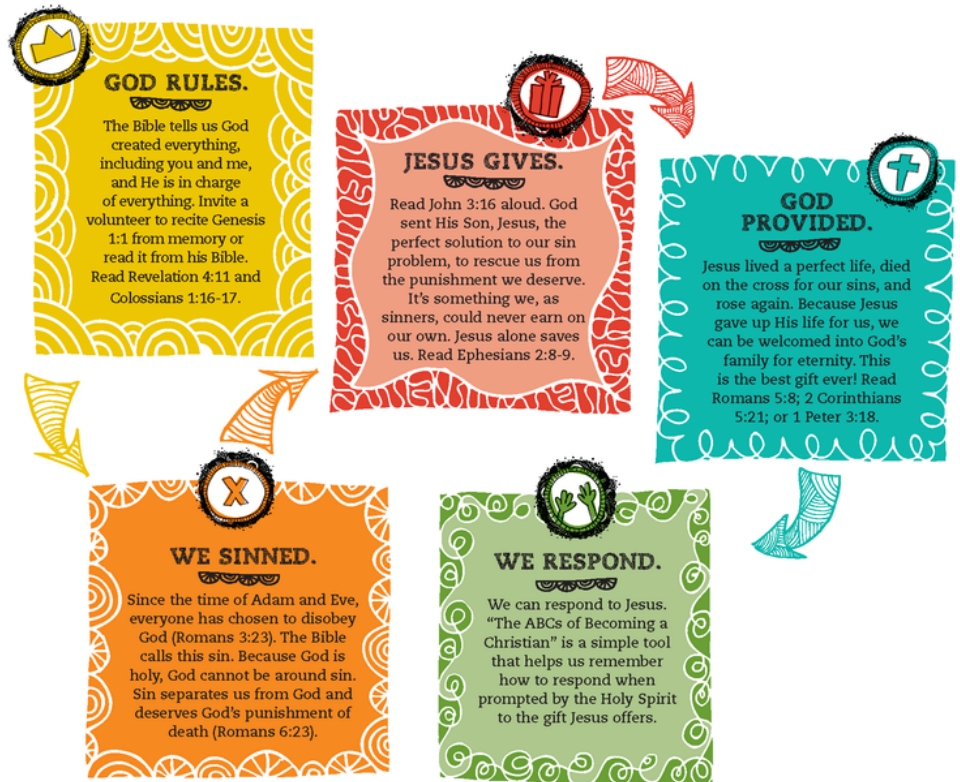 GOD RULES.
The Bible tells us God
created everything,
including you and me,
and He is in charge
of everything. Invite a
volunteer to recite Genesis
1:1 from memory or
read it from his Bible.
Read Revelation 4:11 and
Colossians 1:16-17.
X
WE SINNED.
Since the time of Adam and Eve,
everyone has chosen to disobey
God (Romans 3:23). The Bible
calls this sin. Because God is
holy, God cannot be around sin.
Sin separates us from God and
deserves God’s punishment of
death (Romans 6:23).
JESUS GIVES.
Read John 3:16 aloud. God
sent His Son, Jesus, the
perfect solution to our sin
problem, to rescue us from
the punishment we deserve.
It’s something we, as
sinners, could never earn on
our own. Jesus alone saves
us. Read Ephesians 2:8-9.
GOD
PROVIDED.
Jesus lived a perfect life, died
on the cross for our sins, and
rose again. Because Jesus
gave up His life for us, we
can be welcomed into God’s
family for eternity. This
is the best gift ever! Read
Romans 5:8; 2 Corinthians
5:21; or 1 Peter 3:18.
WE RESPOND.
We can respond to Jesus.
“The ABCs of Becoming a
Christian” is a simple tool
that helps us remember
how to respond when
prompted by the Holy Spirit
to the gift Jesus offers.